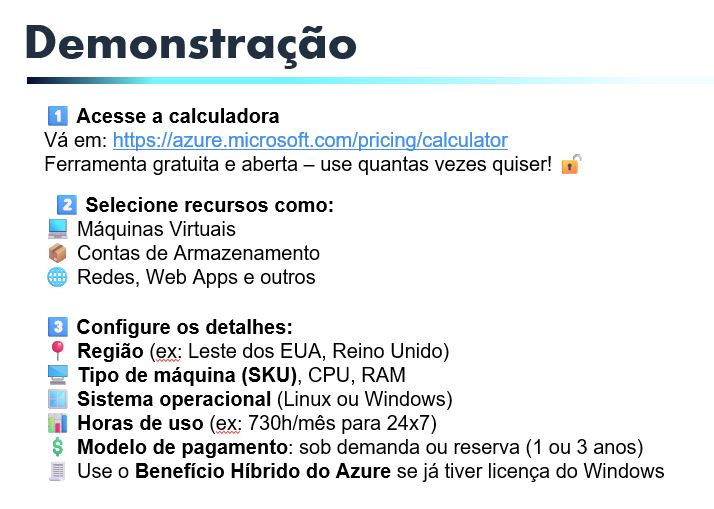 Demonstração
1️⃣ Acesse a calculadora
Vá em: https://azure.microsoft.com/pricing/calculator
Ferramenta gratuita e aberta – use quantas vezes quiser! 🔓
2️⃣ Selecione recursos como:
💻 Máquinas Virtuais
📦 Contas de Armazenamento
🌐 Redes, Web Apps e outros
3️⃣ Configure os detalhes:
📍 Região (ex: Leste dos EUA, Reino Unido)
🖥️ Tipo de máquina (SKU), CPU, RAM
🪟 Sistema operacional (Linux ou Windows)
📊 Horas de uso (ex: 730h/mês para 24x7)
💲 Modelo de pagamento: sob demanda ou reserva (1 ou 3 anos)
🧾 Use o Benefício Híbrido do Azure se já tiver licença do Windows